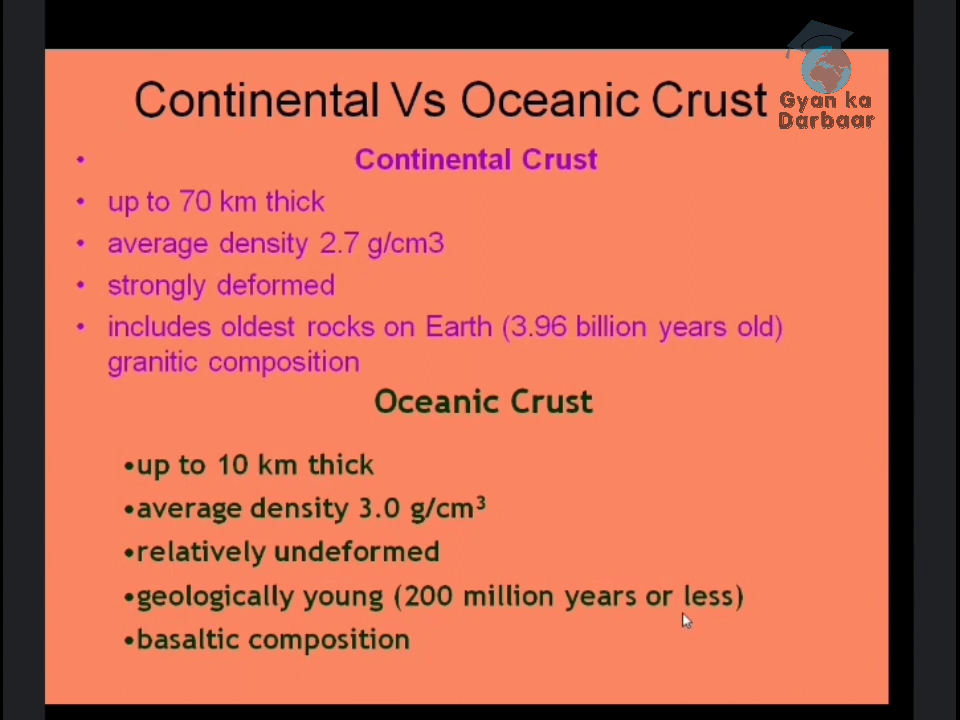 Continental Vs Oceanic Crust
Gyan ka
Darbaar
• Continental Crust
• up to 70 km thick
• average density 2.7 g/cm3
• strongly deformed
• includes oldest rocks on Earth (3.96 billion years old)
granitic composition
Oceanic Crust
•up to 10 km thick
•average density 3.0 g/cm³
•relatively undeformed
•geologically young (200 million years or less)
•basaltic composition